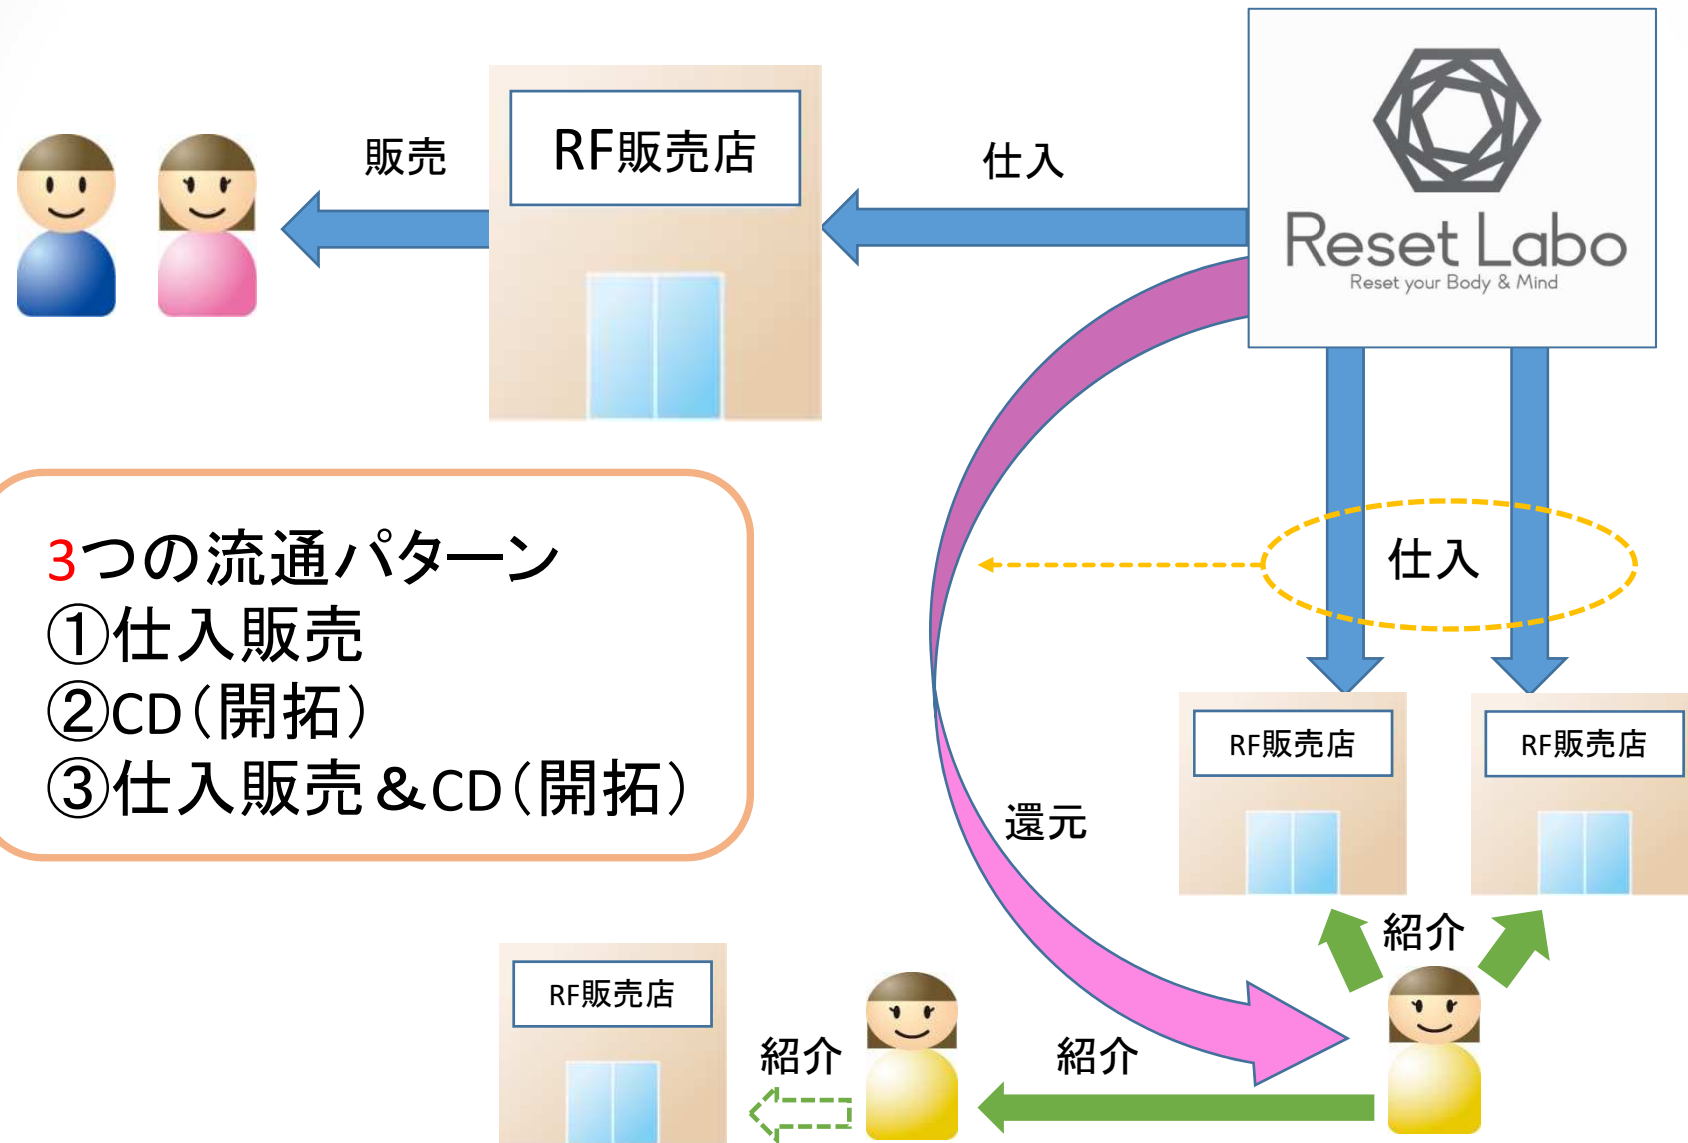 販売
RF販売店
仕入
Reset Labo
Reset your Body & Mind
3つの流通パターン
①仕入販売
②CD(開拓)
③仕入販売&CD(開拓)
仕入
RF販売店
RF販売店
還元
紹介
RF販売店
紹介
紹介